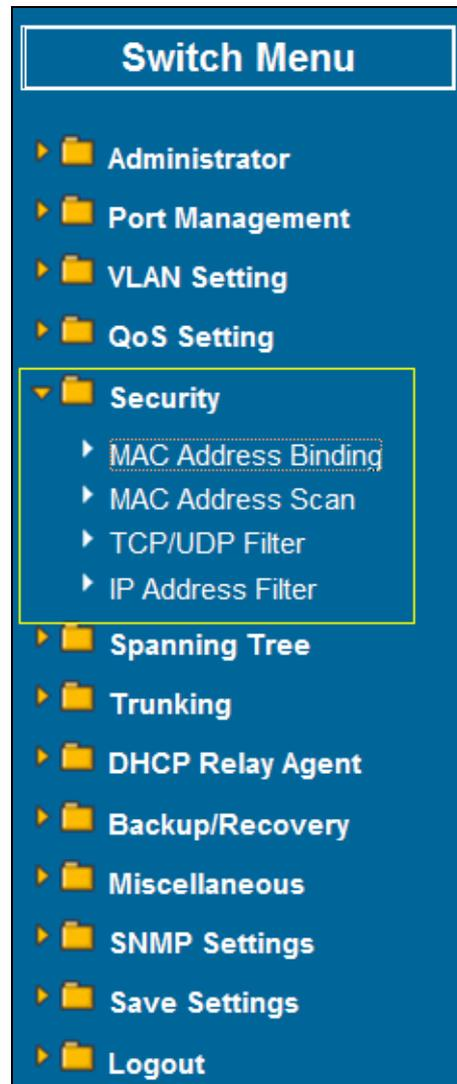 Switch Menu
Administrator
Port Management
VLAN Setting
QoS Setting
Security
MAC Address Binding
MAC Address Scan
TCP/UDP Filter
IP Address Filter
Spanning Tree
Trunking
DHCP Relay Agent
Backup/Recovery
Miscellaneous
SNMP Settings
Save Settings
Logout